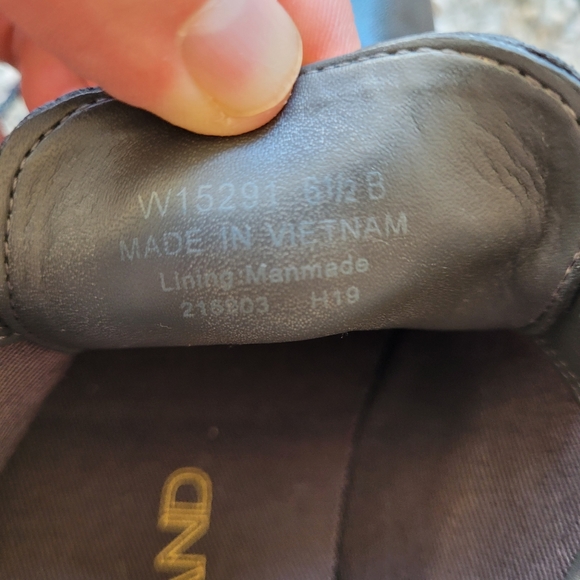 W15291 5½ B
MADE IN VIETNAM
Lining:Manmade
216803 H19
AND